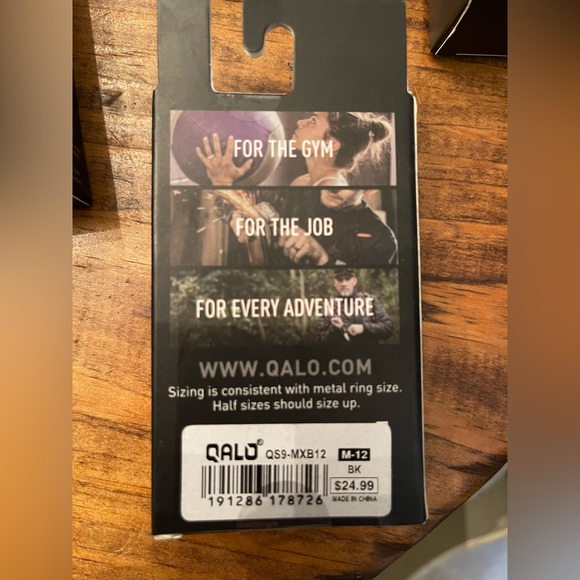 FOR THE GYM
FOR THE JOB
FOR EVERY ADVENTURE
WWW.QALO.COM
Sizing is consistent with metal ring size.
Half sizes should size up.
QALO® QS9-MXB12 M-12
BK
$24.99
191286 178726 MADE IN CHINA